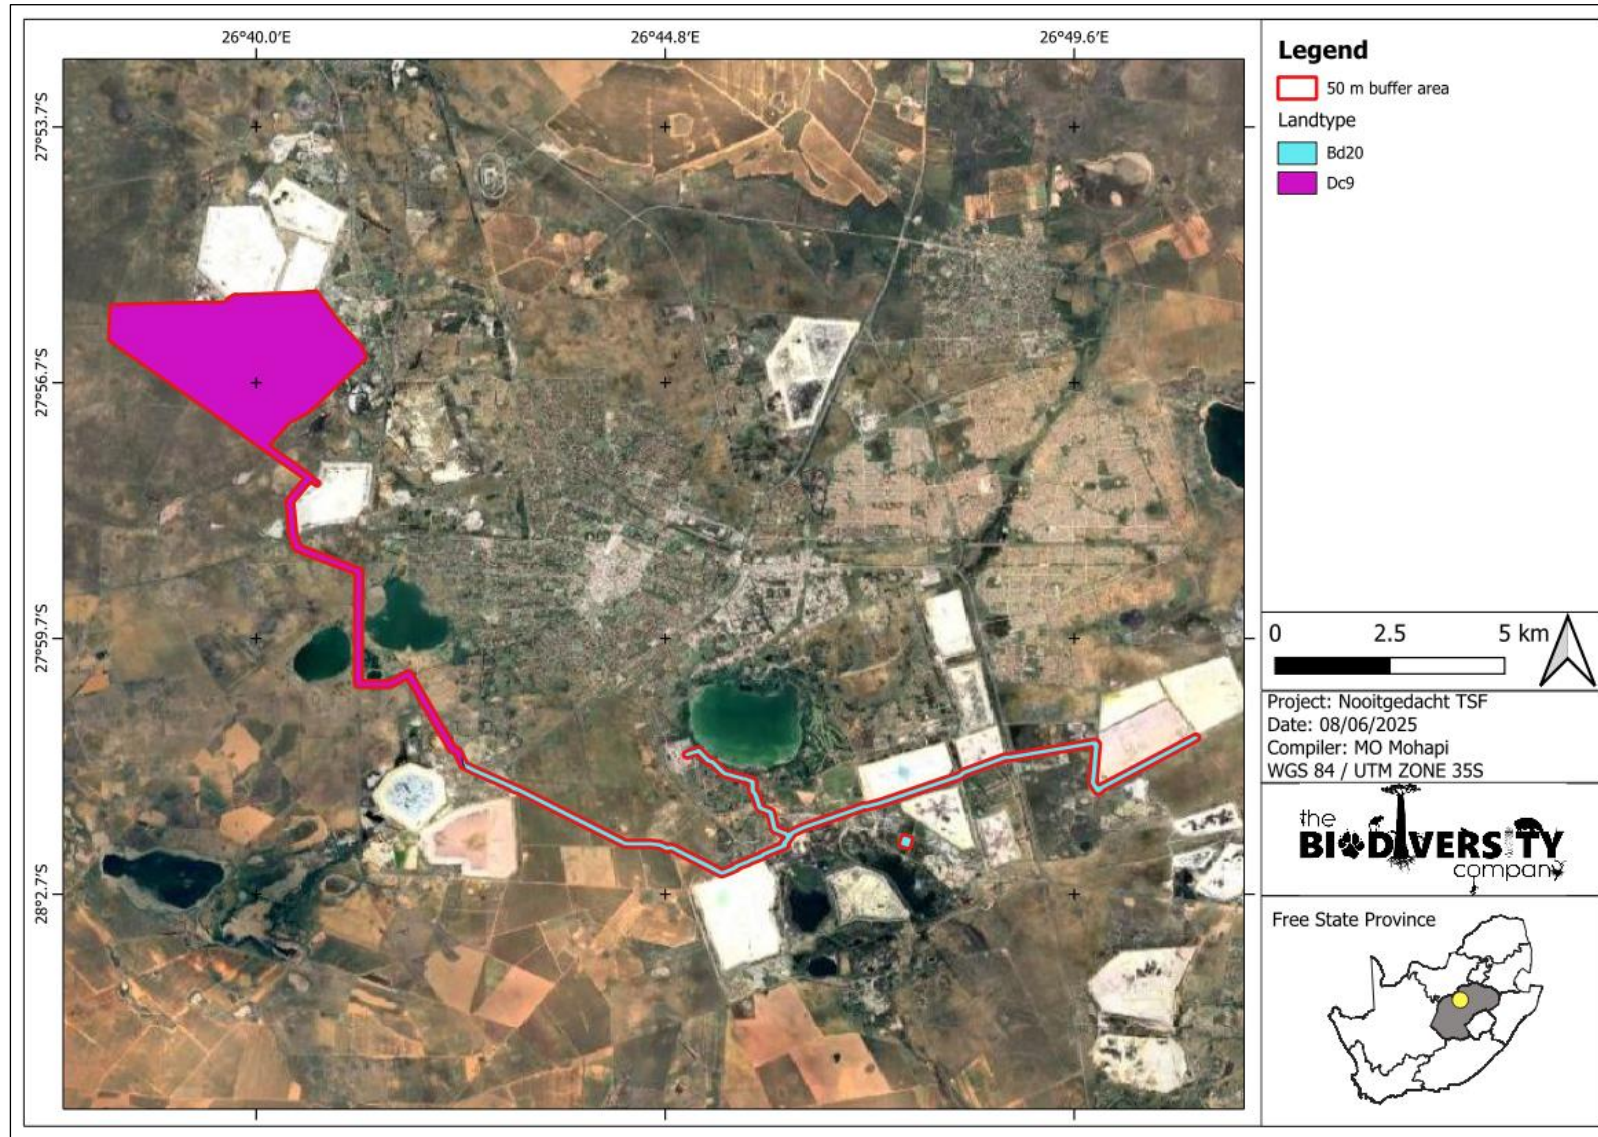 26°40.0'E
26°44.8'E
26°49.6'E
27°53.7'S
27°56.7'S
27°59.7'S
28°2.7'S
Legend
50 m buffer area
Landtype
Bd20
Dc9
0 2.5 5 km
Project: Nooitgedacht TSF
Date: 08/06/2025
Compiler: MO Mohapi
WGS 84 / UTM ZONE 35S
the
BIODIVERSITY
company
Free State Province